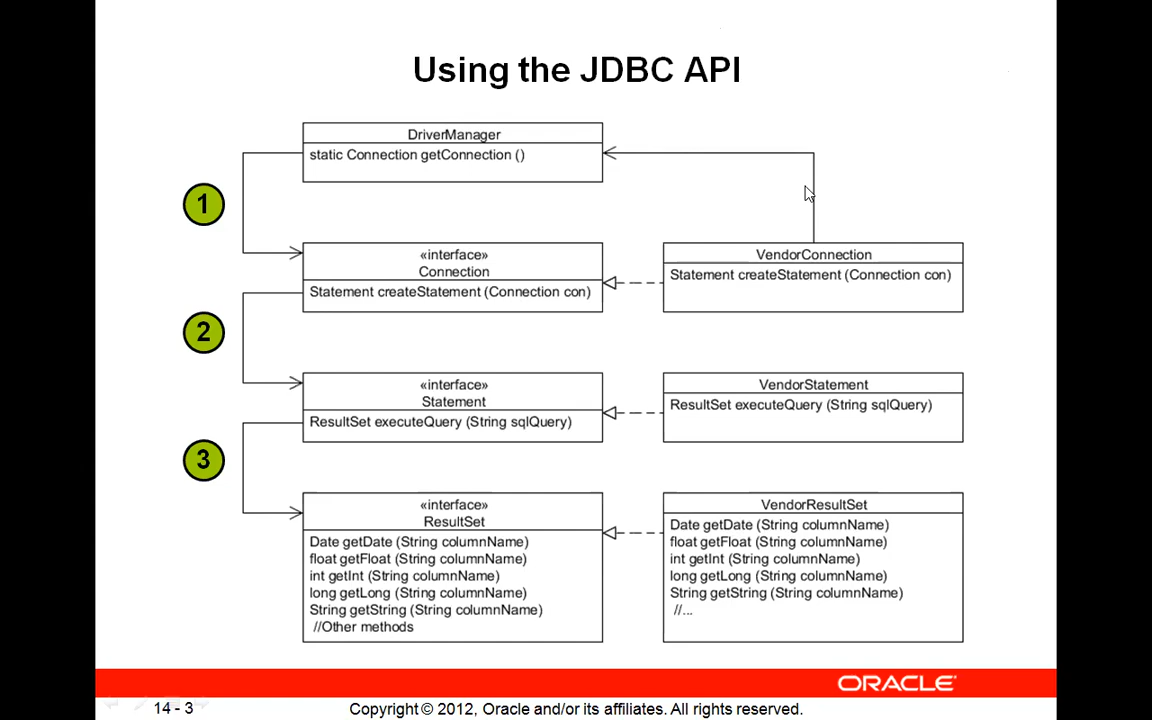 Using the JDBC API
DriverManager
static Connection getConnection ()
1
«interface»
Connection
Statement createStatement (Connection con)
VendorConnection
Statement createStatement (Connection con)
2
«interface»
Statement
ResultSet executeQuery (String sqlQuery)
VendorStatement
ResultSet executeQuery (String sqlQuery)
3
«interface»
ResultSet
Date getDate (String columnName)
float getFloat (String columnName)
int getInt (String columnName)
long getLong (String columnName)
String getString (String columnName)
//Other methods
VendorResultSet
Date getDate (String columnName)
float getFloat (String columnName)
int getInt (String columnName)
long getLong (String columnName)
String getString (String columnName)
//...
ORACLE
14 - 3
Copyright © 2012, Oracle and/or its affiliates. All rights reserved.